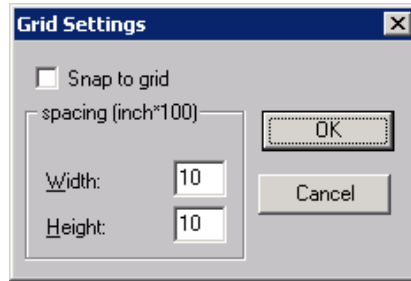 Grid Settings
Snap to grid
spacing (inch*100)
Width: 10
Height: 10
OK
Cancel